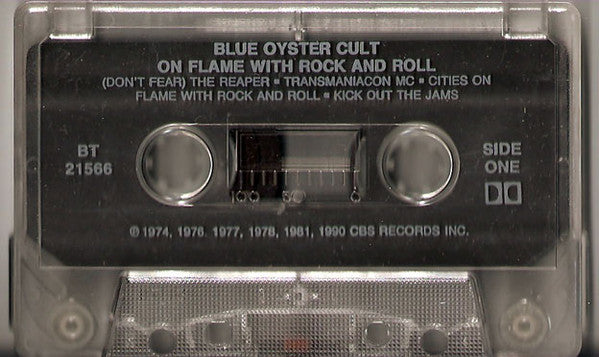 BLUE OYSTER CULT
ON FLAME WITH ROCK AND ROLL
(DON'T FEAR) THE REAPER ▪ TRANSMANIACON MC ▪ CITIES ON
FLAME WITH ROCK AND ROLL ▪ KICK OUT THE JAMS
BT
21566
SIDE
ONE
100 50 0
℗ 1974, 1976. 1977, 1978, 1981, 1990 CBS RECORDS INC.